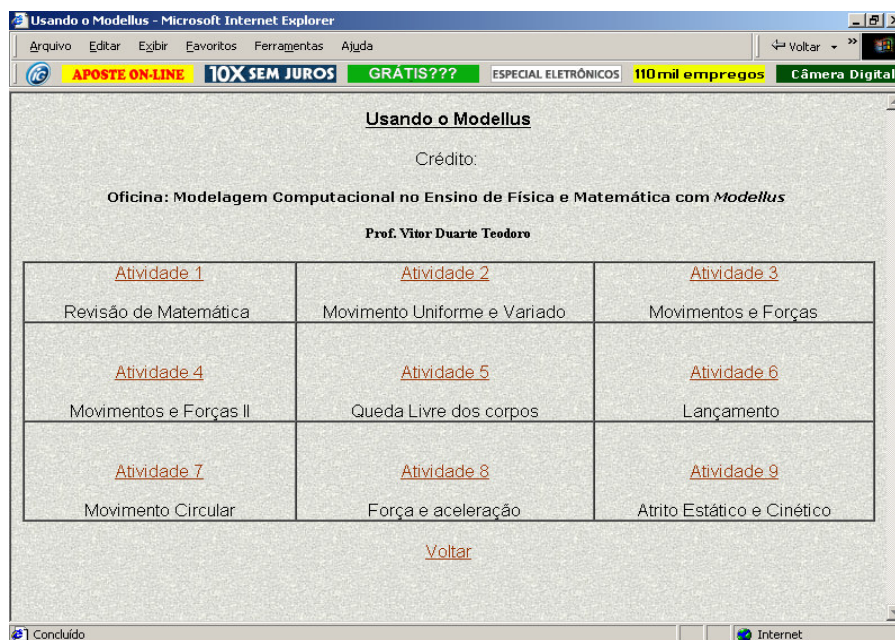 Usando o Modellus - Microsoft Internet Explorer
Arquivo Editar Exibir Favoritos Ferramentas Ajuda Voltar »
iG APOSTE ON-LINE 10X SEM JUROS GRÁTIS??? ESPECIAL ELETRÔNICOS 110 mil empregos Câmera Digital
Usando o Modellus
Crédito:
Oficina: Modelagem Computacional no Ensino de Física e Matemática com Modellus
Prof. Vitor Duarte Teodoro
Atividade 1 Atividade 2 Atividade 3
Revisão de Matemática Movimento Uniforme e Variado Movimentos e Forças
Atividade 4 Atividade 5 Atividade 6
Movimentos e Forças II Queda Livre dos corpos Lançamento
Atividade 7 Atividade 8 Atividade 9
Movimento Circular Força e aceleração Atrito Estático e Cinético
Voltar
Concluído Internet